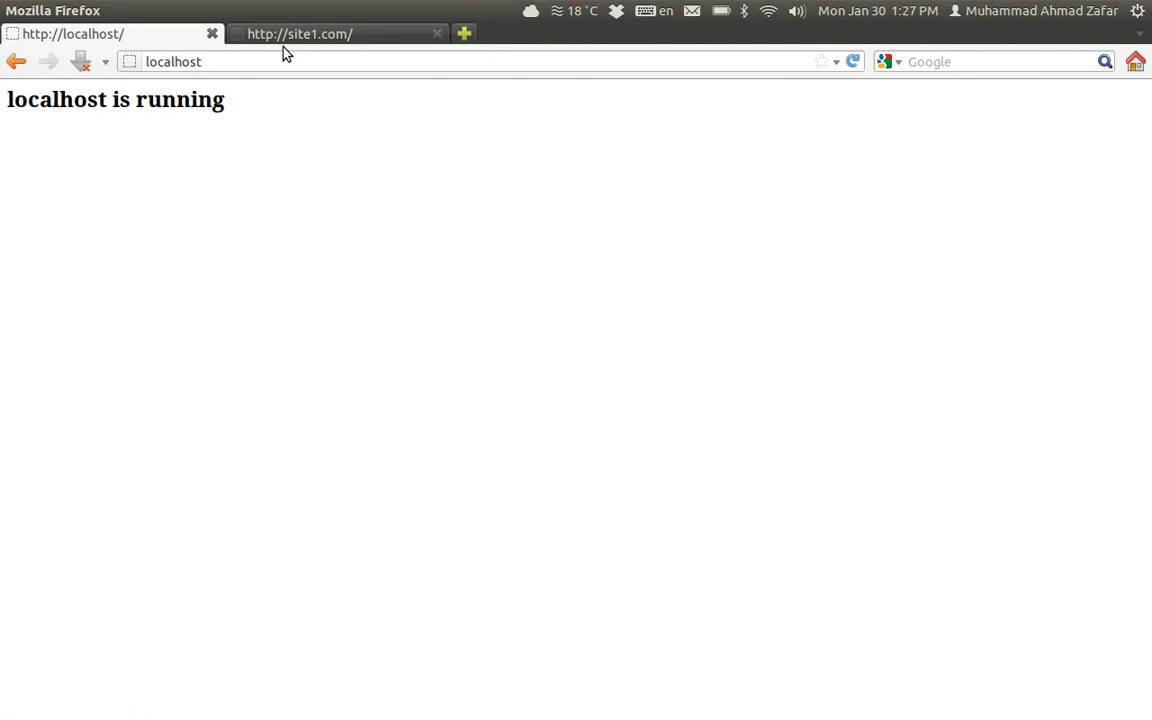 Mozilla Firefox 18 °C en Mon Jan 30 1:27 PM Muhammad Ahmad Zafar
http://localhost/ http://site1.com/
localhost Google
localhost is running